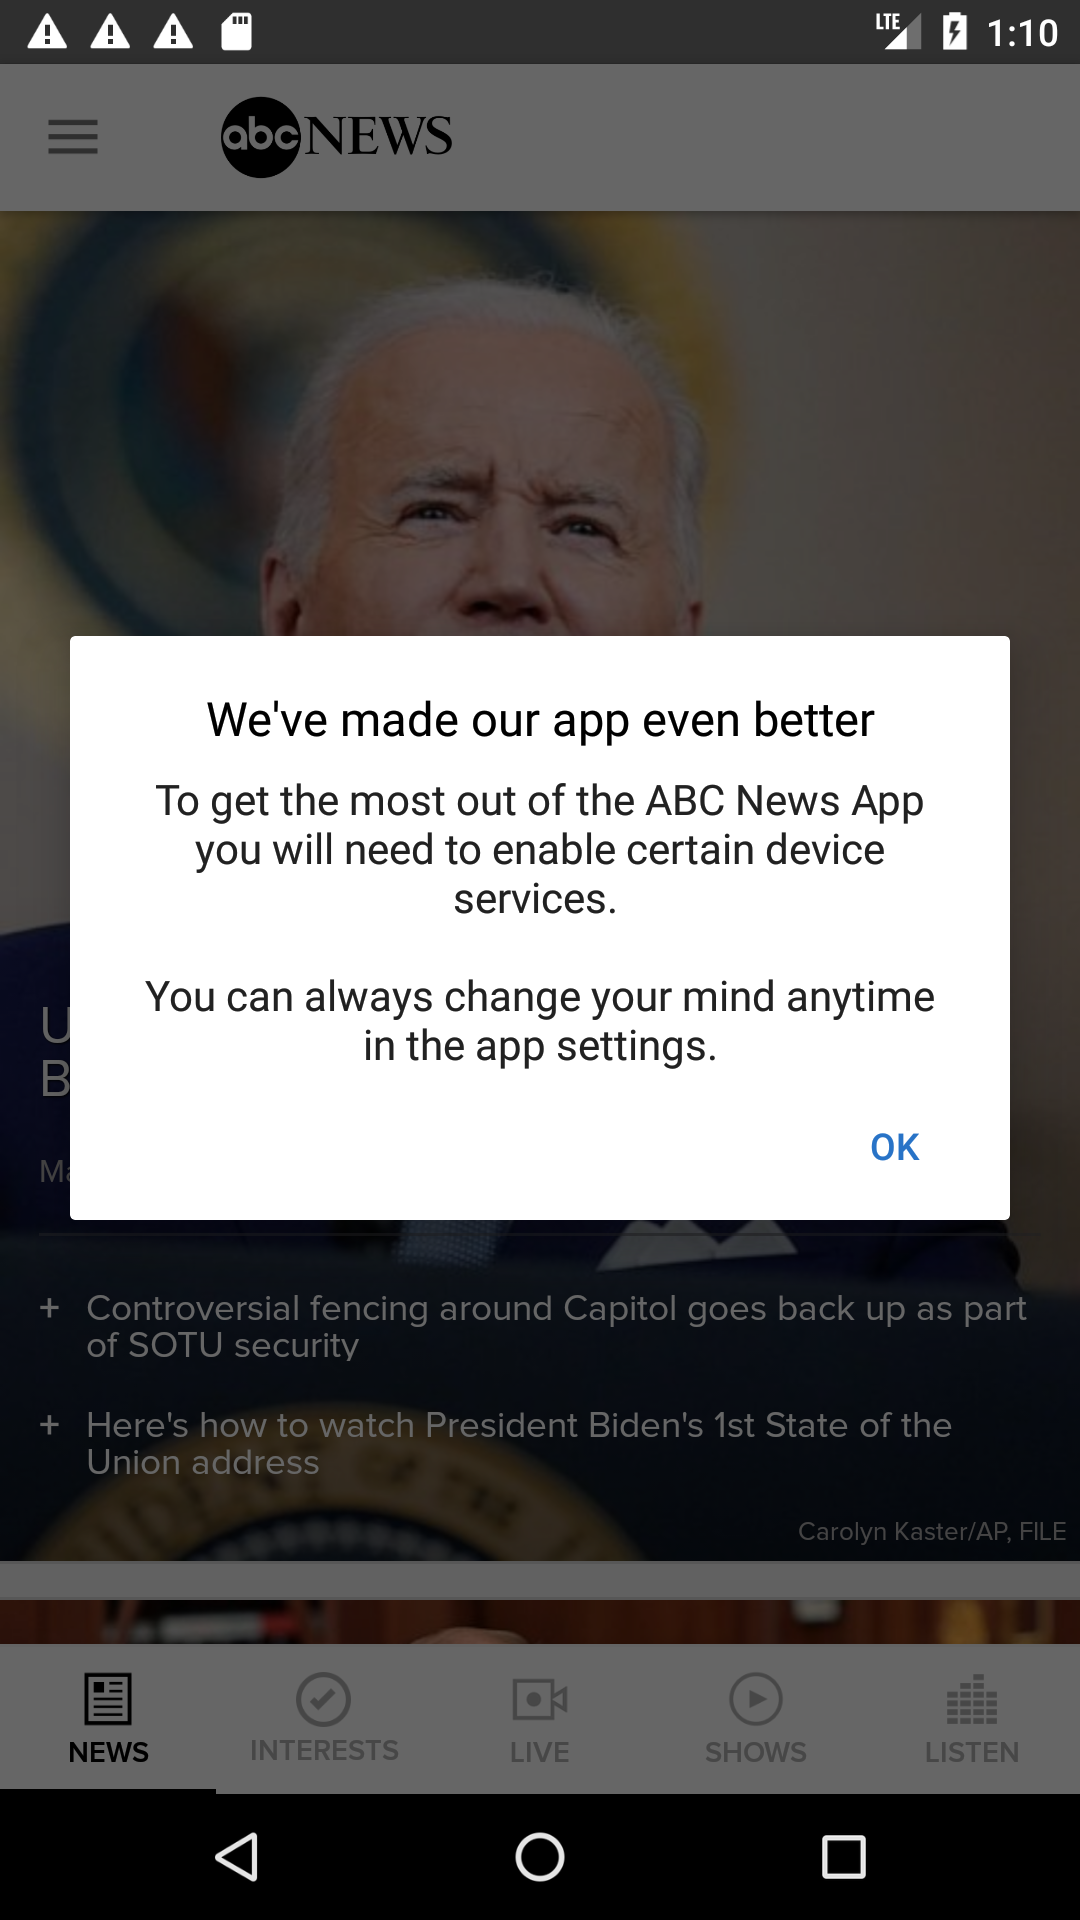 LTE 1:10
abc NEWS
We've made our app even better
To get the most out of the ABC News App
you will need to enable certain device
services.
You can always change your mind anytime
in the app settings.
OK
+ Controversial fencing around Capitol goes back up as part
of SOTU security
+ Here's how to watch President Biden's 1st State of the
Union address
Carolyn Kaster/AP, FILE
NEWS INTERESTS LIVE SHOWS LISTEN